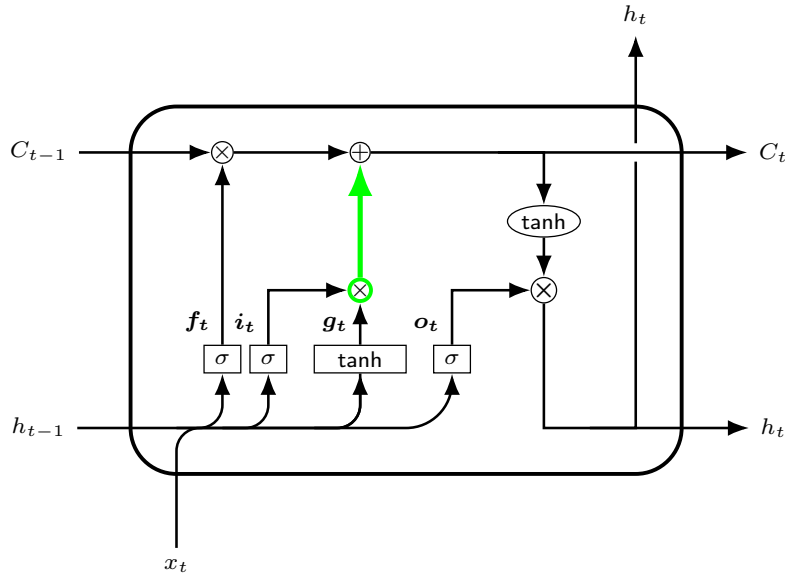 h_t
C_{t-1} × + C_t
tanh
× ×
f_t i_t g_t o_t
σ σ tanh σ
h_{t-1} h_t
x_t